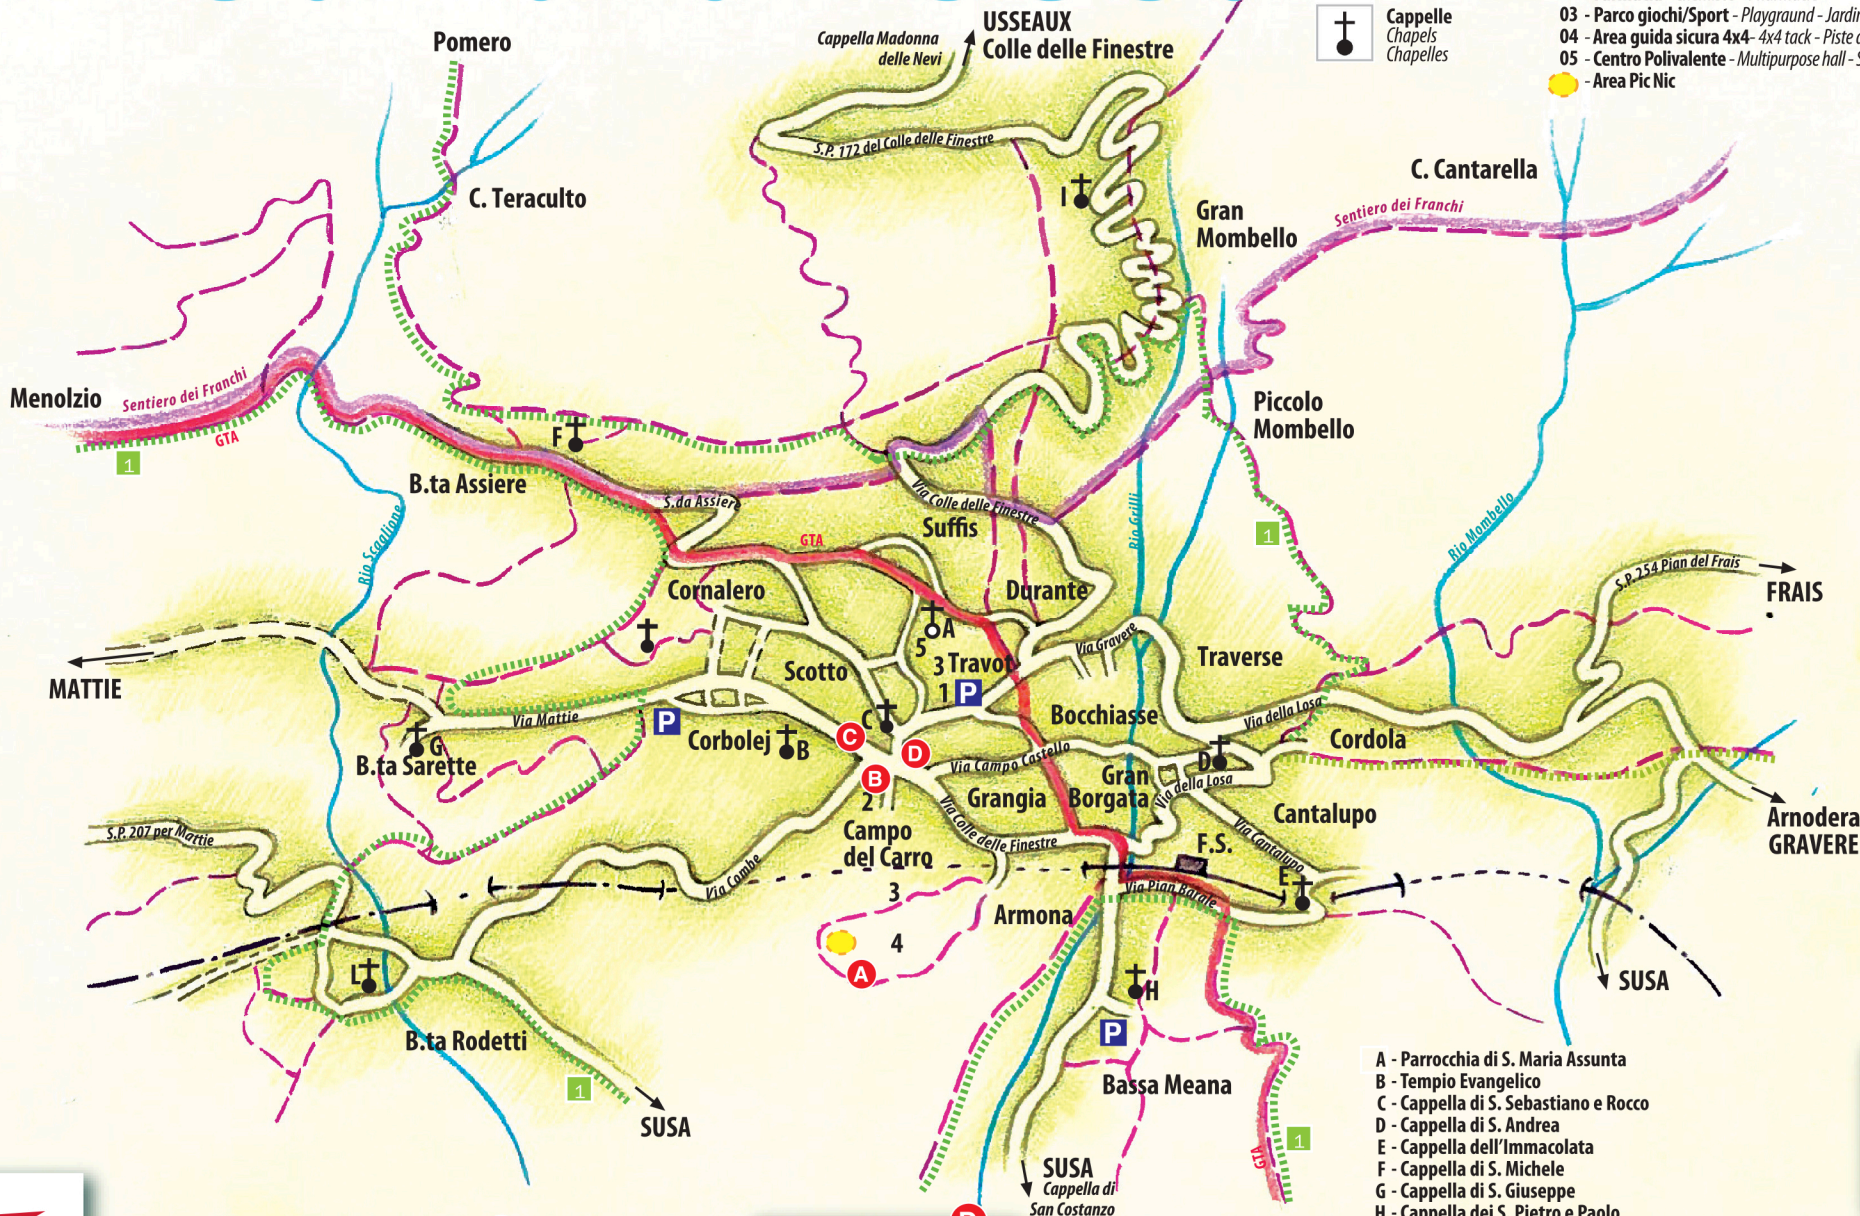 USSEAUX
Colle delle Finestre
Cappella Madonna
delle Nevi
Pomero
Cappelle
Chapels
Chapelles
03 - Parco giochi/Sport - Playgraund - Jardin
04 - Area guida sicura 4x4- 4x4 tack - Piste
05 - Centro Polivalente - Multipurpose hall -
- Area Pic Nic
S.P. 172 del Colle delle Finestre
C. Cantarella
C. Teraculto
I
Gran
Mombello
Sentiero dei Franchi
Menolzio
Sentiero dei Franchi
GTA
1
F
Piccolo
Mombello
B.ta Assiere
S.da Assiere
Via Colle delle Finestre
Suffis
Rio Scaglione
Rio Grilli
Rio Mombello
1
GTA
S.P. 254 Pian del Frais
FRAIS
Cornalero
Durante
A
5
Via Gravere
Traverse
MATTIE
Scotto
3
Travot
1
P
Via Mattie
P
C
Bocchiasse
Via della Losa
G
B.ta Sarette
Corbolej
B
C
D
Via Campo Castello
Cordola
D
B
2
Grangia
Gran
Borgata
Via della Losa
Cantalupo
Arnodera
GRAVERE
S.P. 207 per Mattie
Campo
del Carro
Via Colle delle Finestre
Via Cantalupo
F.S.
Via Combe
3
Via Pian Barale
E
Armona
4
A
L
H
SUSA
B.ta Rodetti
P
Bassa Meana
1
SUSA
1
GTA
SUSA
Cappella di
San Costanzo
A - Parrocchia di S. Maria Assunta
B - Tempio Evangelico
C - Cappella di S. Sebastiano e Rocco
D - Cappella di S. Andrea
E - Cappella dell'Immacolata
F - Cappella di S. Michele
G - Cappella di S. Giuseppe
H - Cappella dei S. Pietro e Paolo